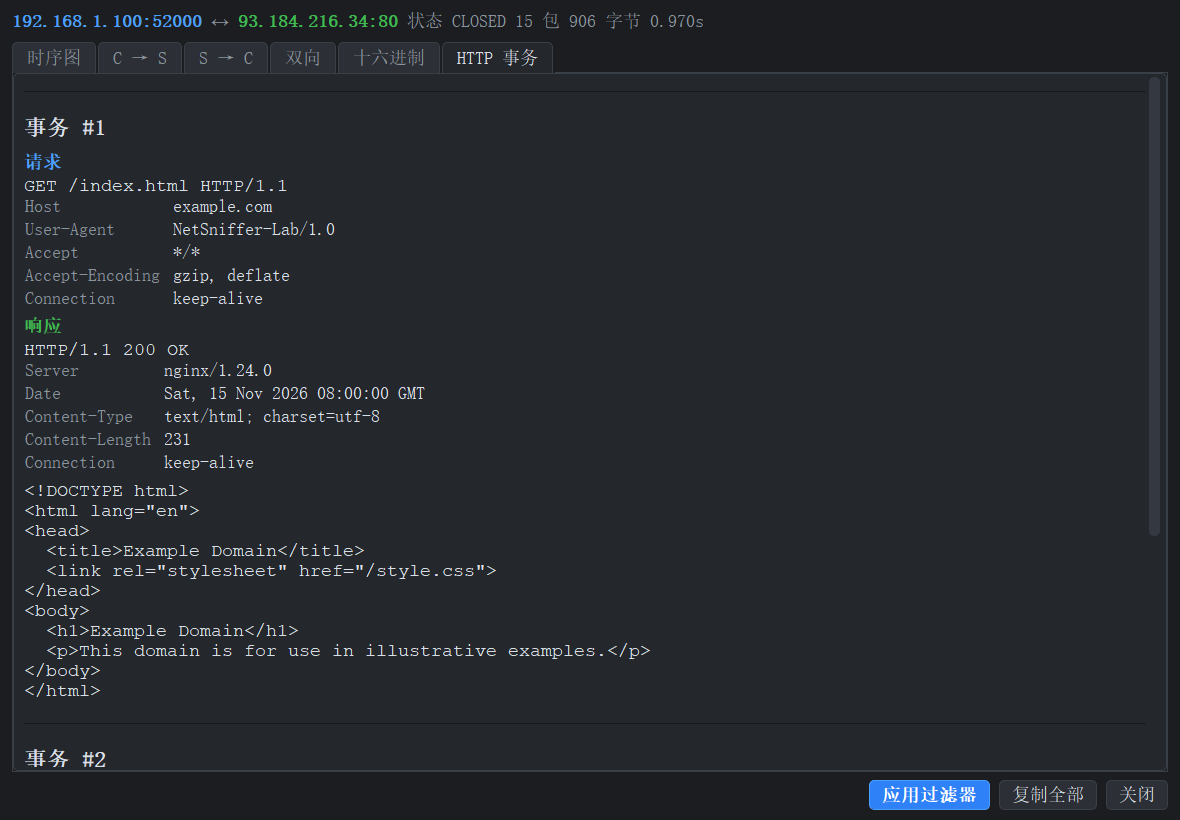 192.168.1.100:52000 ↔ 93.184.216.34:80 状态 CLOSED 15 包 906 字节 0.970s
时序图 C → S S → C 双向 十六进制 HTTP 事务
事务 #1
请求
GET /index.html HTTP/1.1
Host example.com
User-Agent NetSniffer-Lab/1.0
Accept */*
Accept-Encoding gzip, deflate
Connection keep-alive
响应
HTTP/1.1 200 OK
Server nginx/1.24.0
Date Sat, 15 Nov 2026 08:00:00 GMT
Content-Type text/html; charset=utf-8
Content-Length 231
Connection keep-alive
<!DOCTYPE html>
<html lang="en">
<head>
  <title>Example Domain</title>
  <link rel="stylesheet" href="/style.css">
</head>
<body>
  <h1>Example Domain</h1>
  <p>This domain is for use in illustrative examples.</p>
</body>
</html>
事务 #2
应用过滤器 复制全部 关闭